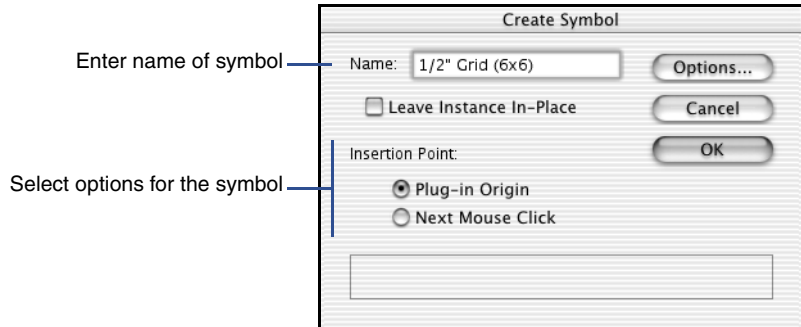 Create Symbol
Enter name of symbol
Name: 1/2" Grid (6x6)
Options...
Leave Instance In-Place
Cancel
Insertion Point:
OK
Select options for the symbol
Plug-in Origin
Next Mouse Click